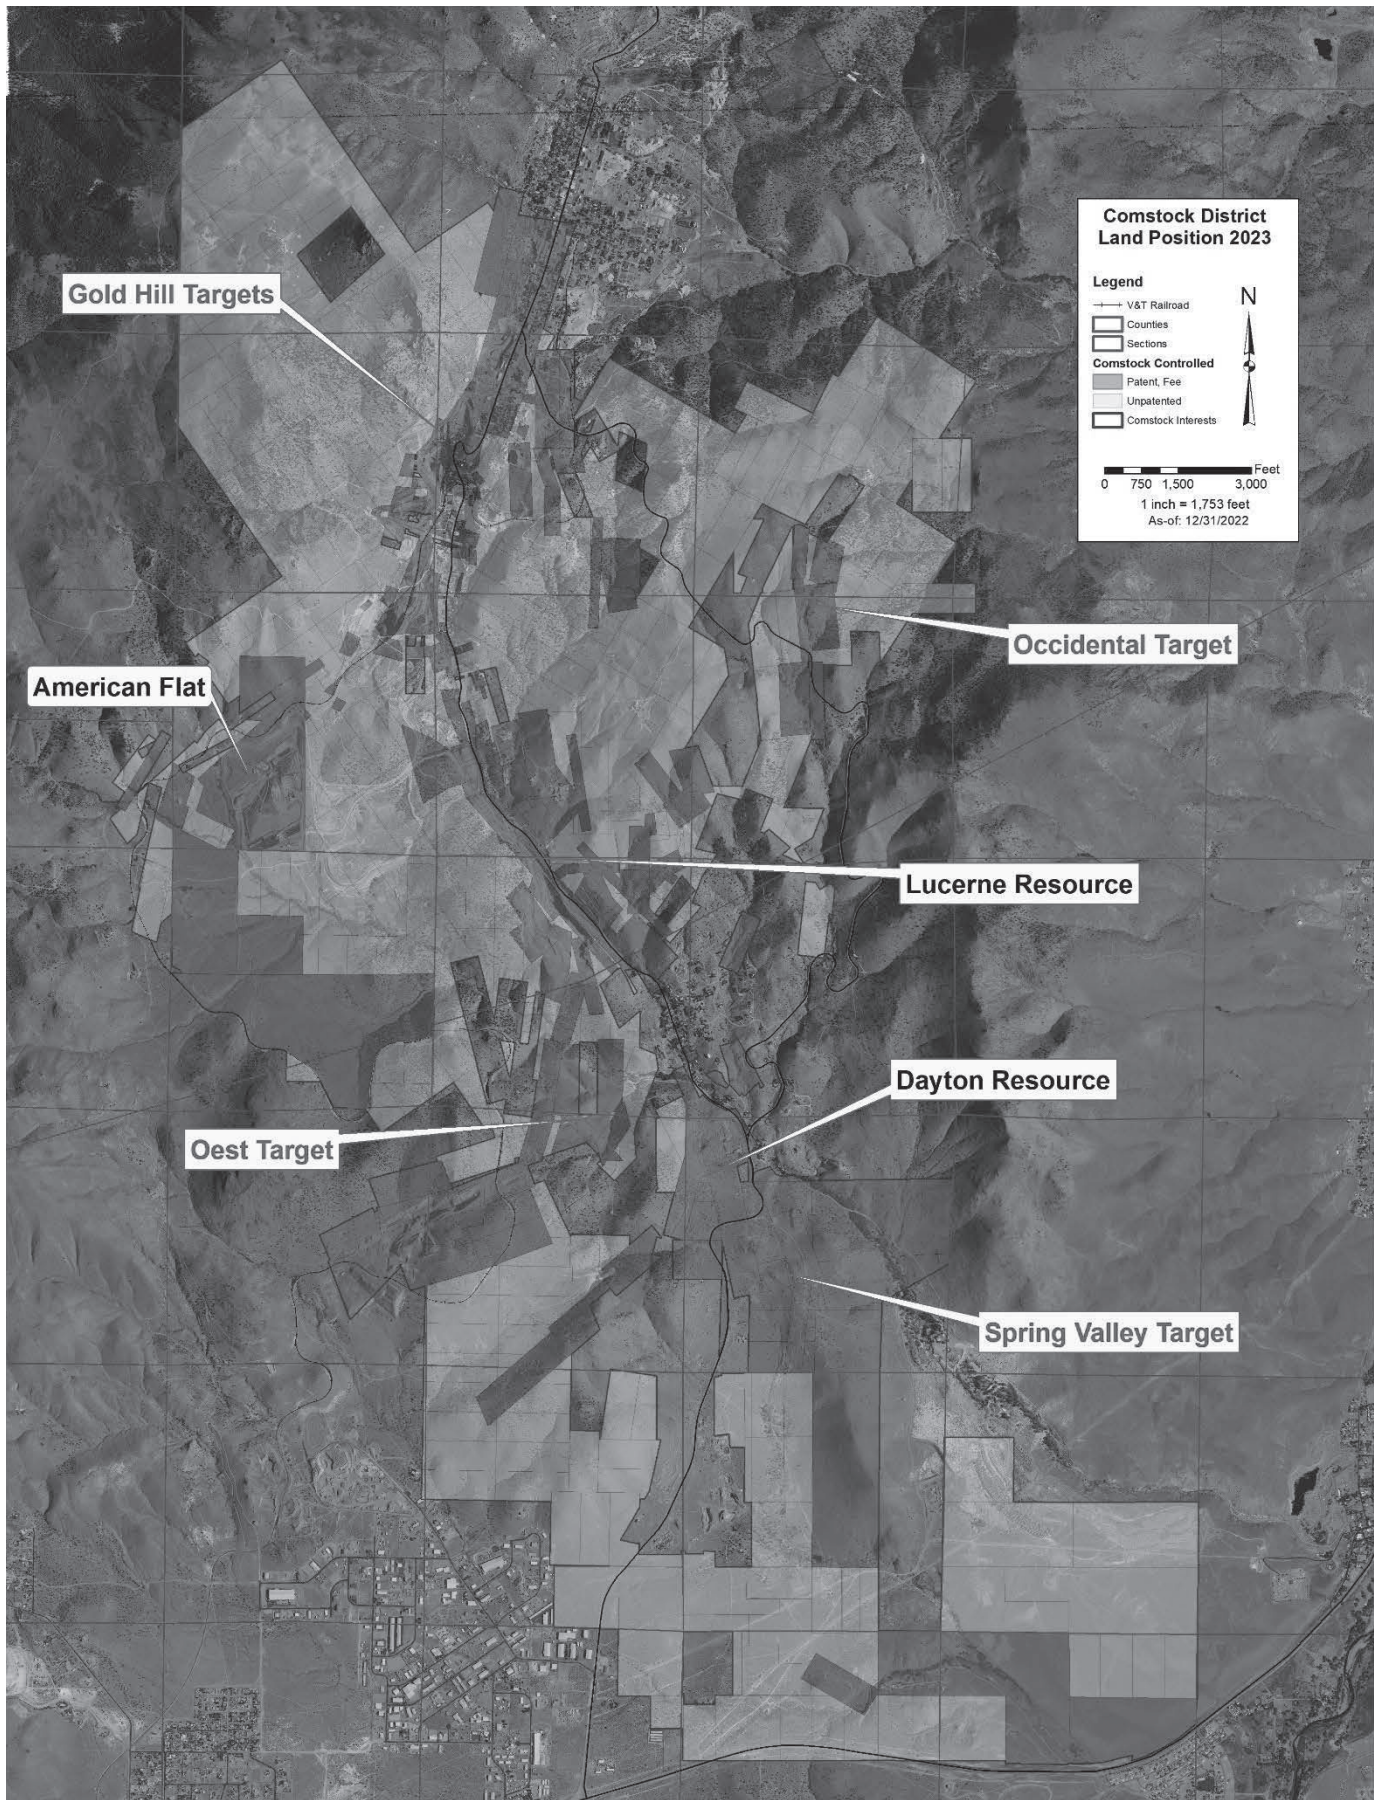 Comstock District
Land Position 2023
Legend
N
V&T Railroad
Counties
Sections
Comstock Controlled
Patent, Fee
Unpatented
Comstock Interests
Feet
0 750 1,500 3,000
1 inch = 1,753 feet
As-of: 12/31/2022
Gold Hill Targets
Occidental Target
American Flat
Lucerne Resource
Dayton Resource
Oest Target
Spring Valley Target